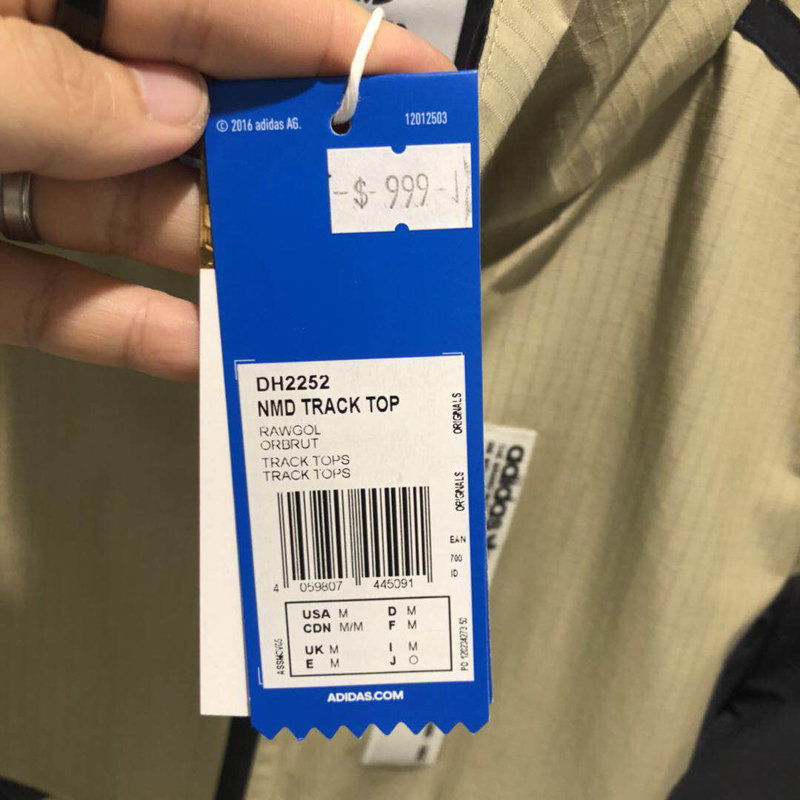 © 2016 adidas AG.
12012503
-$-999-
DH2252
NMD TRACK TOP
RAWGOL
ORBRUT
TRACK TOPS
TRACK TOPS
ORIGINALS
ORIGINALS
EAN
700
ID
4 059807 445091
USA M D M
CDN M/M F M
UK M I M
E M J O
ADIDAS.COM
adidas